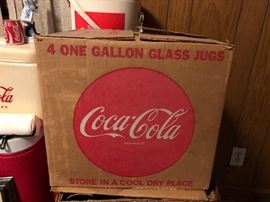 4 ONE GALLON GLASS JUGS
Coca-Cola
STORE IN A COOL DRY PLACE